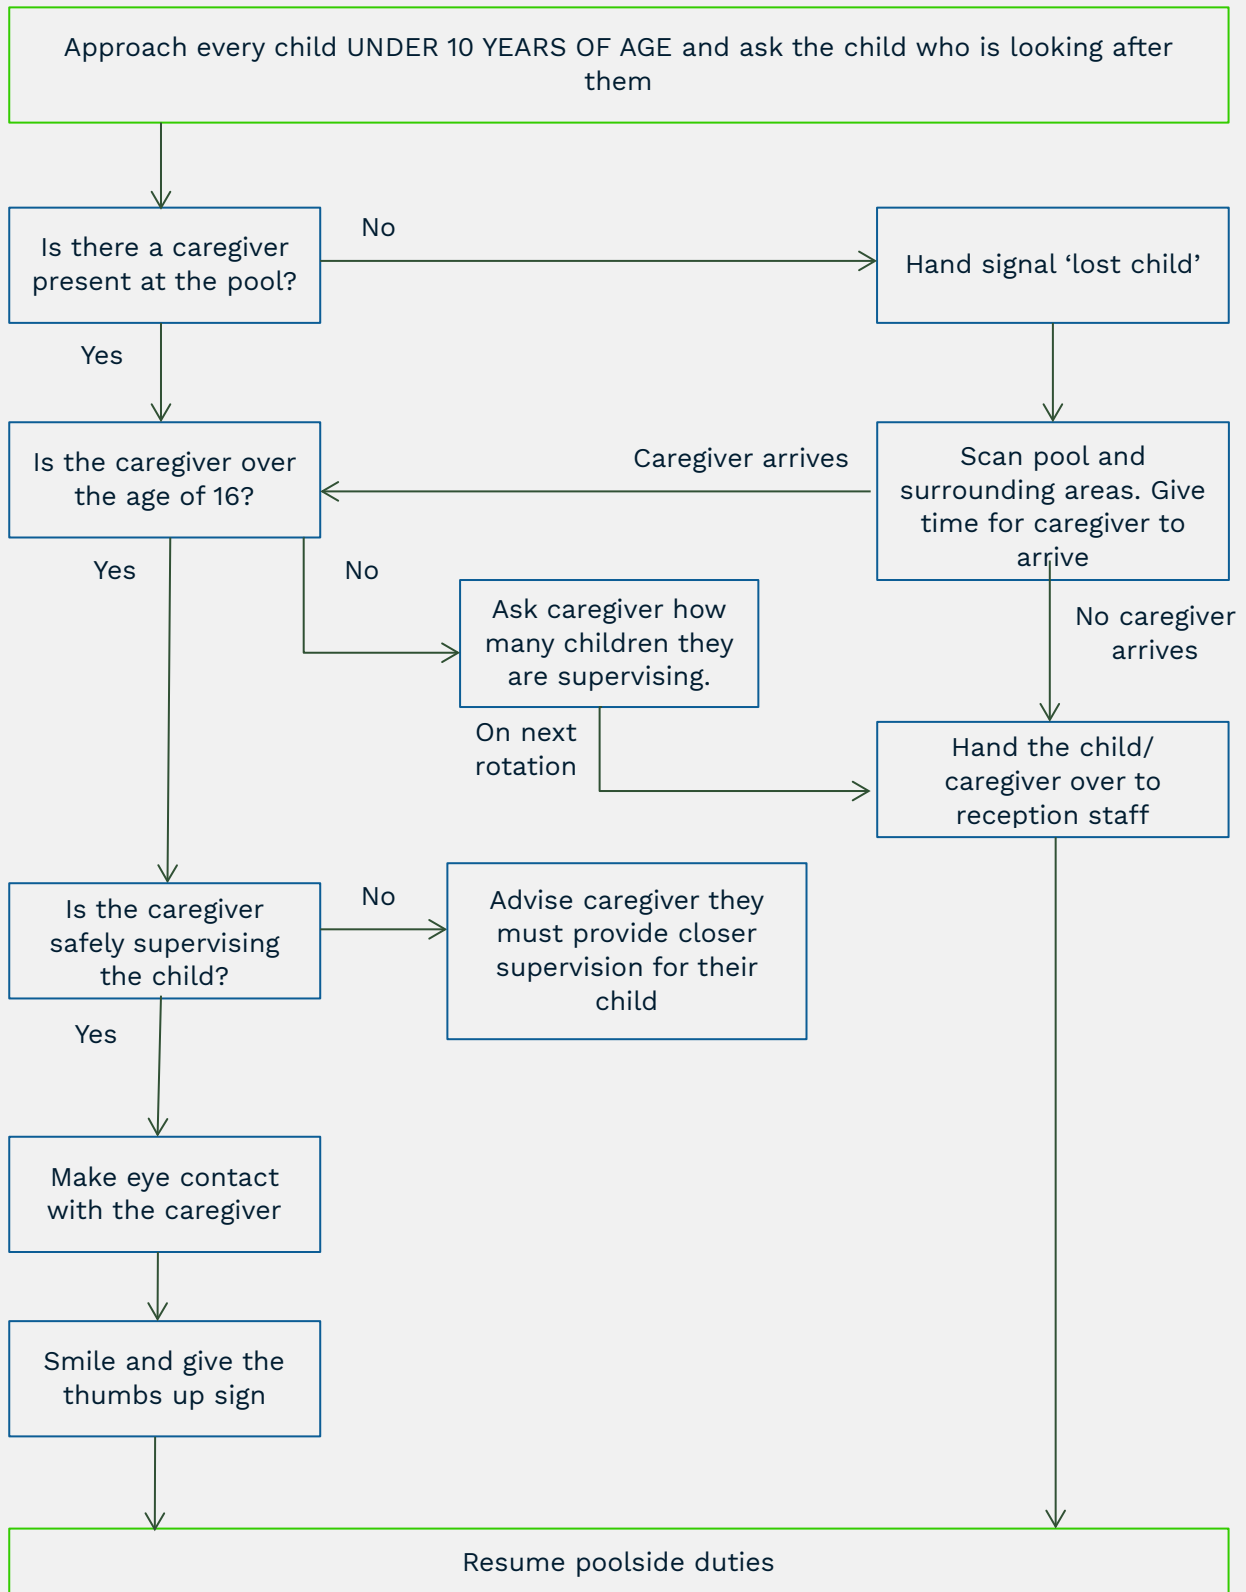 Approach every child UNDER 10 YEARS OF AGE and ask the child who is looking after
them
No
Is there a caregiver
present at the pool?
Hand signal ‘lost child’
Yes
Is the caregiver over
the age of 16?
Caregiver arrives
Scan pool and
surrounding areas. Give
time for caregiver to
arrive
Yes
No
Ask caregiver how
many children they
are supervising.
No caregiver
arrives
On next
rotation
Hand the child/
caregiver over to
reception staff
Is the caregiver
safely supervising
the child?
No
Advise caregiver they
must provide closer
supervision for their
child
Yes
Make eye contact
with the caregiver
Smile and give the
thumbs up sign
Resume poolside duties